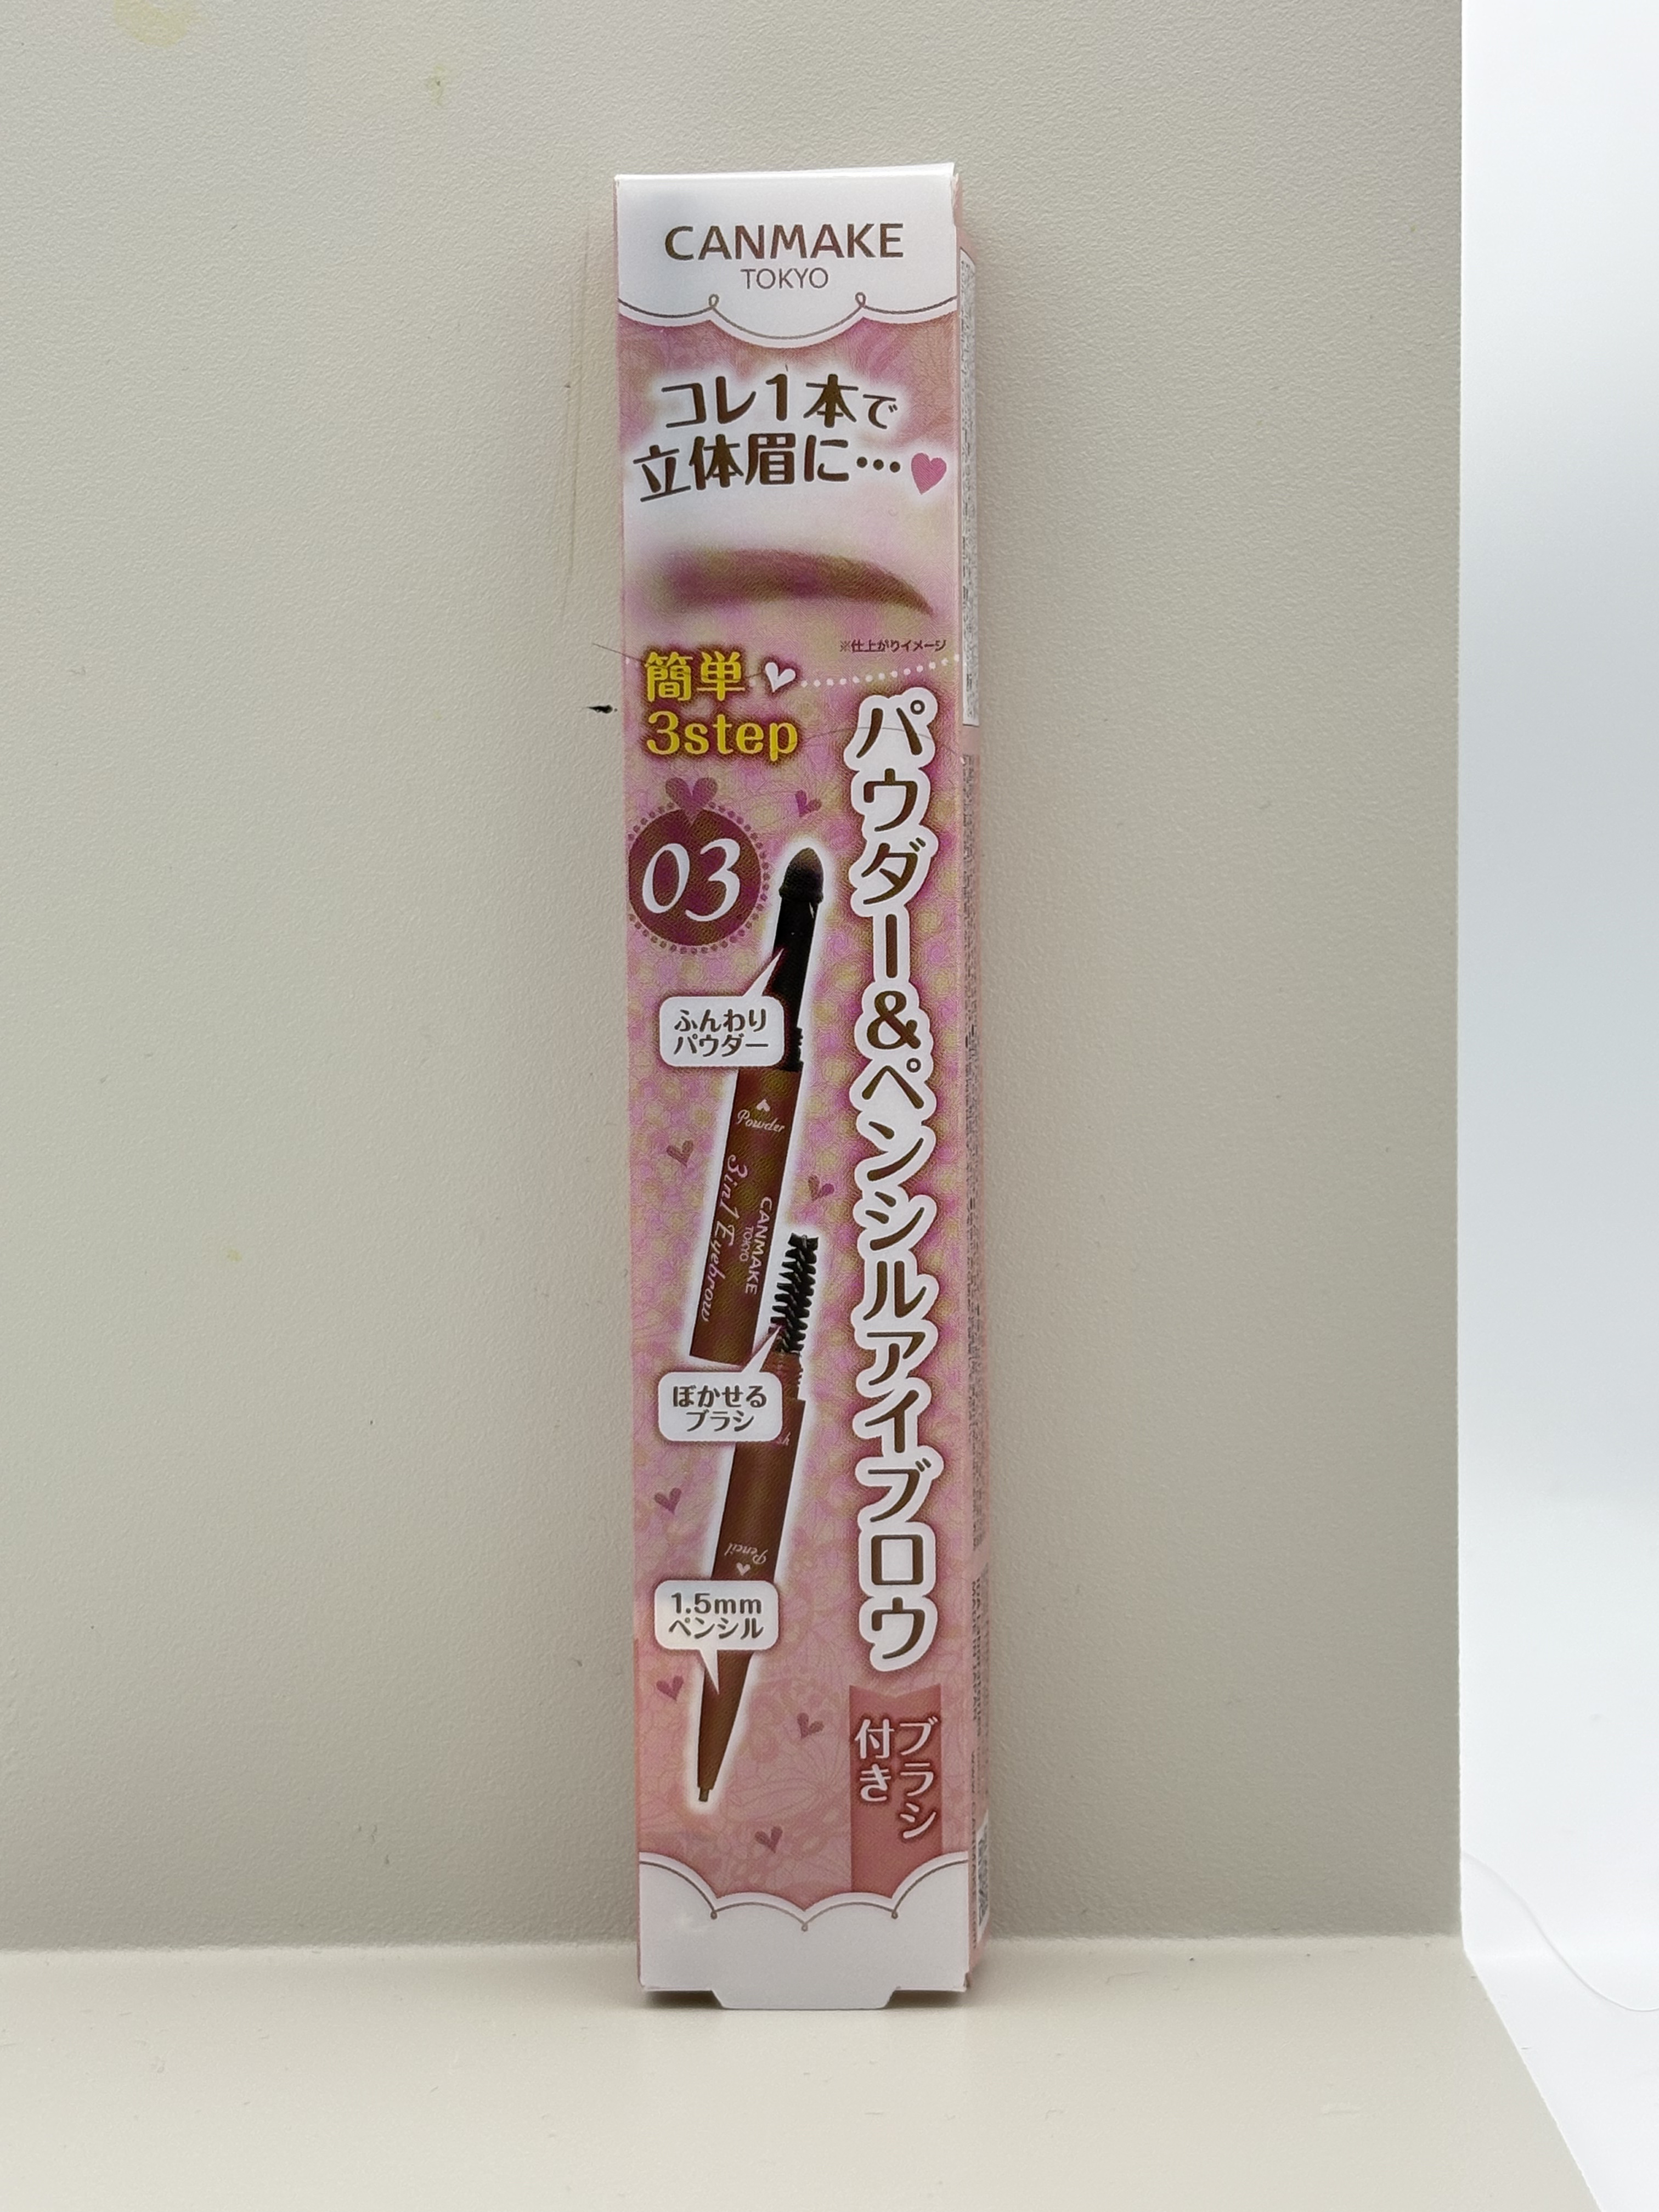 CANMAKE
TOKYO
コレ1本で
立体眉に…
※仕上がりイメージ
簡単
3step
03
パウダー&ペンシルアイブロウ
ふんわり
パウダー
Powder
3in1 Eyebrow
CANMAKE
TOKYO
ぼかせる
ブラシ
Pencil
1.5mm
ペンシル
ブラシ
付き